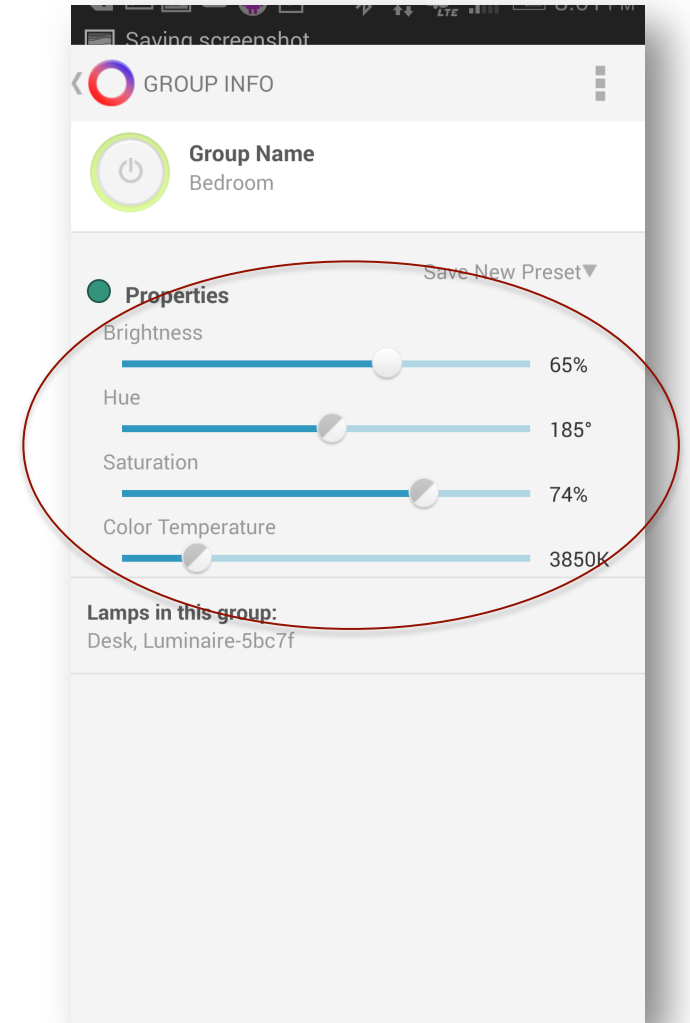 LTE
Saving screenshot
GROUP INFO
Group Name
Bedroom
Save New Preset▼
Properties
Brightness
65%
Hue
185°
Saturation
74%
Color Temperature
3850K
Lamps in this group:
Desk, Luminaire-5bc7f